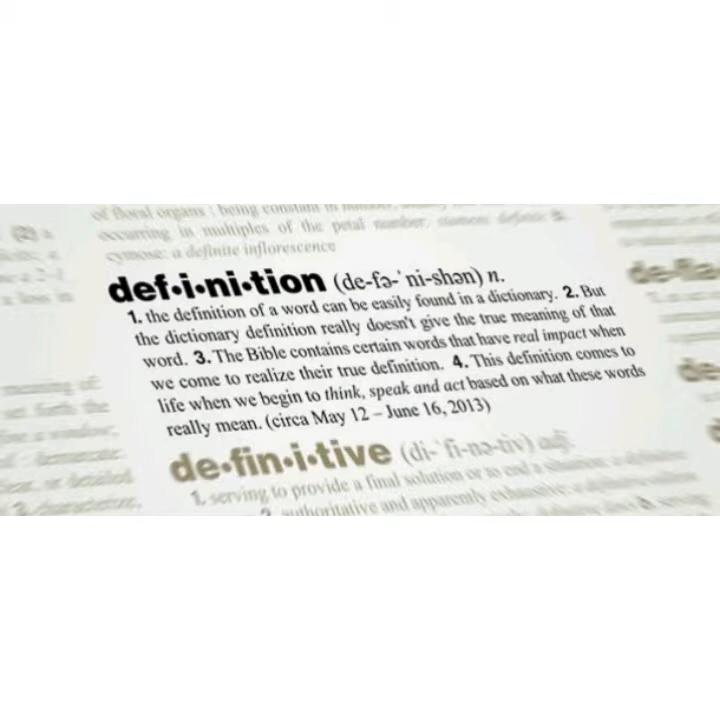 of floral organs : being constant in number, usually
(2) a
occurring in multiples of the petal number
cymose: a definite inflorescence
def•i•ni•tion (de-fə-ˈni-shən) n.
1. the definition of a word can be easily found in a dictionary. 2. But
the dictionary definition really doesn't give the true meaning of that
word. 3. The Bible contains certain words that have real impact when
we come to realize their true definition. 4. This definition comes to
life when we begin to think, speak and act based on what these words
really mean. (circa May 12 – June 16, 2013)
de•fin•i•tive (di-ˈfi-nə-tiv) adj.
1. serving to provide a final solution or to end a situation
2. authoritative and apparently exhaustive